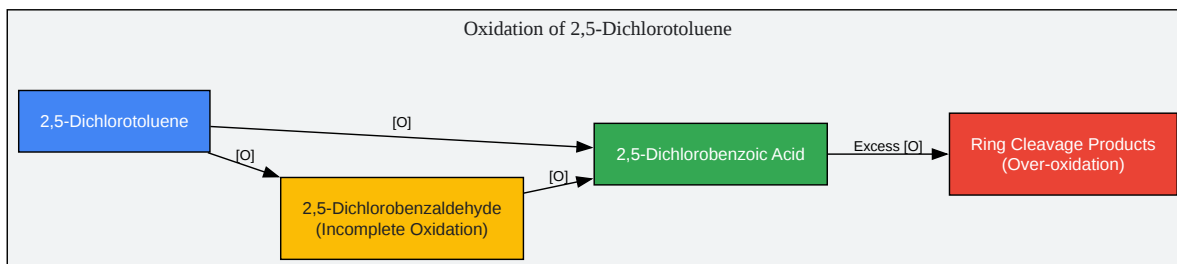 Oxidation of 2,5-Dichlorotoluene
2,5-Dichlorotoluene
[O]
[O]
2,5-Dichlorobenzaldehyde
(Incomplete Oxidation)
[O]
2,5-Dichlorobenzoic Acid
Excess [O]
Ring Cleavage Products
(Over-oxidation)